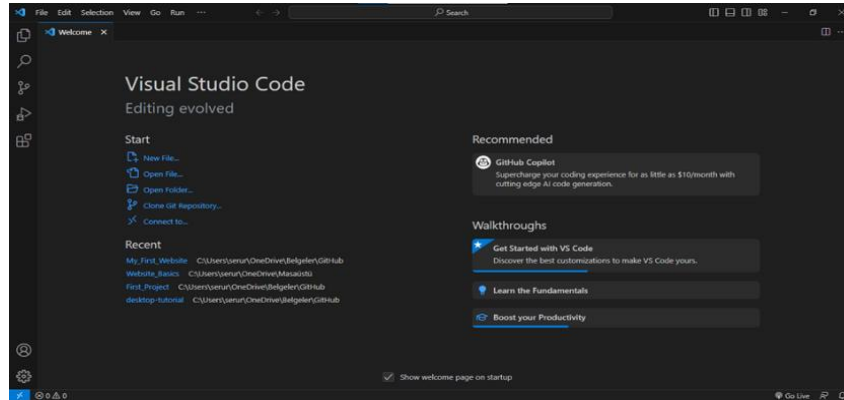 File Edit Selection View Go Run ···
Search
Welcome
Visual Studio Code
Editing evolved
Start
New File...
Open File...
Open Folder...
Clone Git Repository...
Connect to...
Recent
My_First_Website C:\Users\serur\OneDrive\Belgeler\GitHub
Website_Basics C:\Users\serur\OneDrive\Masaüstü
First_Project C:\Users\serur\OneDrive\Belgeler\GitHub
desktop-tutorial C:\Users\serur\OneDrive\Belgeler\GitHub
Recommended
GitHub Copilot
Supercharge your coding experience for as little as $10/month with
cutting edge AI code generation.
Walkthroughs
Get Started with VS Code
Discover the best customizations to make VS Code yours.
Learn the Fundamentals
Boost your Productivity
Show welcome page on startup
0 0
Go Live